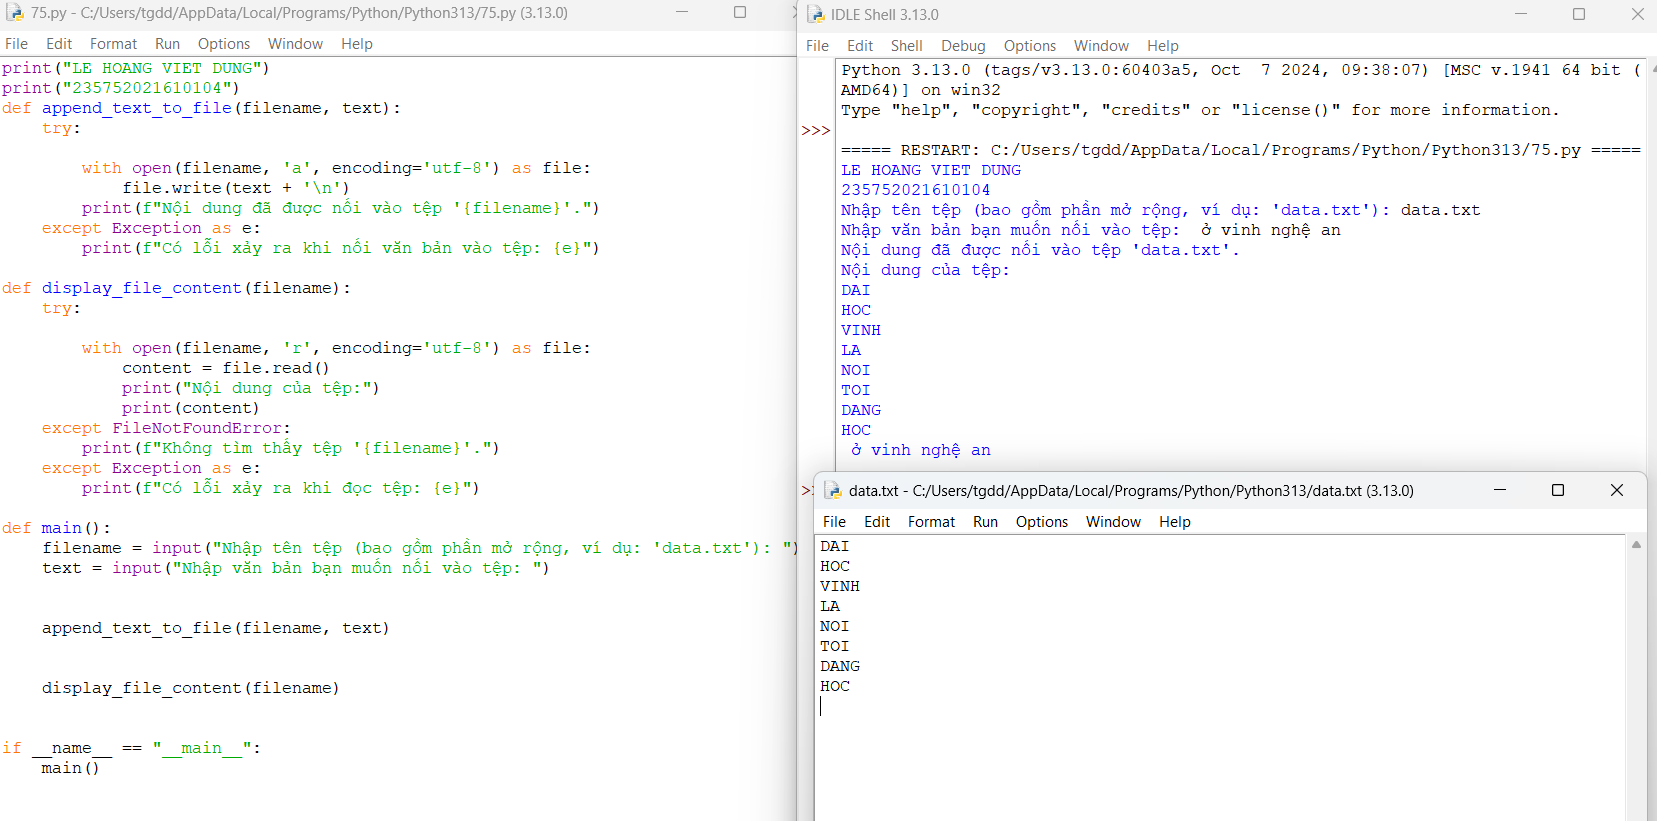 75.py - C:/Users/tgdd/AppData/Local/Programs/Python/Python313/75.py (3.13.0)
File Edit Format Run Options Window Help
print("LE HOANG VIET DUNG")
print("235752021610104")
def append_text_to_file(filename, text):
    try:
        with open(filename, 'a', encoding='utf-8') as file:
            file.write(text + '\n')
        print(f"Nội dung đã được nối vào tệp '{filename}'.")
    except Exception as e:
        print(f"Có lỗi xảy ra khi nối văn bản vào tệp: {e}")
def display_file_content(filename):
    try:
        with open(filename, 'r', encoding='utf-8') as file:
            content = file.read()
            print("Nội dung của tệp:")
            print(content)
    except FileNotFoundError:
        print(f"Không tìm thấy tệp '{filename}'.")
    except Exception as e:
        print(f"Có lỗi xảy ra khi đọc tệp: {e}")
def main():
    filename = input("Nhập tên tệp (bao gồm phần mở rộng, ví dụ: 'data.txt'): ")
    text = input("Nhập văn bản bạn muốn nối vào tệp: ")
    append_text_to_file(filename, text)
    display_file_content(filename)
if __name__ == "__main__":
    main()
IDLE Shell 3.13.0
File Edit Shell Debug Options Window Help
Python 3.13.0 (tags/v3.13.0:60403a5, Oct  7 2024, 09:38:07) [MSC v.1941 64 bit (
AMD64)] on win32
Type "help", "copyright", "credits" or "license()" for more information.
>>>
===== RESTART: C:/Users/tgdd/AppData/Local/Programs/Python/Python313/75.py =====
LE HOANG VIET DUNG
235752021610104
Nhập tên tệp (bao gồm phần mở rộng, ví dụ: 'data.txt'): data.txt
Nhập văn bản bạn muốn nối vào tệp:  ở vinh nghệ an
Nội dung đã được nối vào tệp 'data.txt'.
Nội dung của tệp:
DAI
HOC
VINH
LA
NOI
TOI
DANG
HOC
 ở vinh nghệ an
data.txt - C:/Users/tgdd/AppData/Local/Programs/Python/Python313/data.txt (3.13.0)
File Edit Format Run Options Window Help
DAI
HOC
VINH
LA
NOI
TOI
DANG
HOC